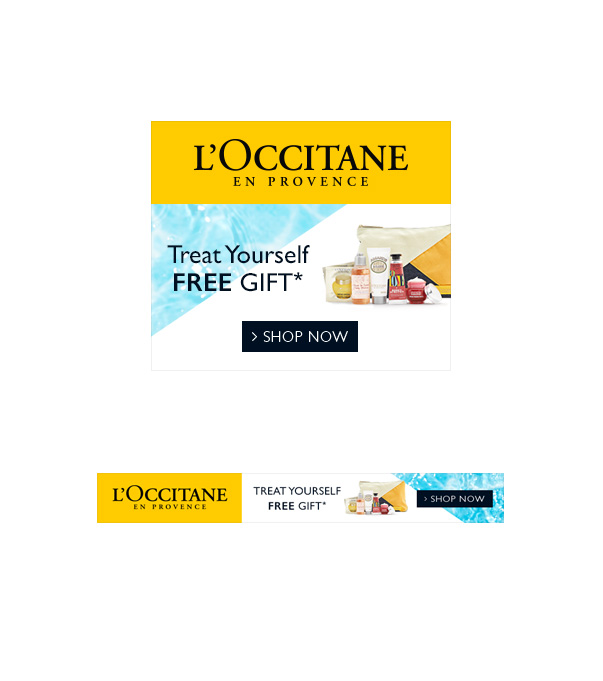 L'OCCITANE
EN PROVENCE
Treat Yourself
FREE GIFT*
> SHOP NOW
L'OCCITANE
EN PROVENCE
TREAT YOURSELF
FREE GIFT*
> SHOP NOW